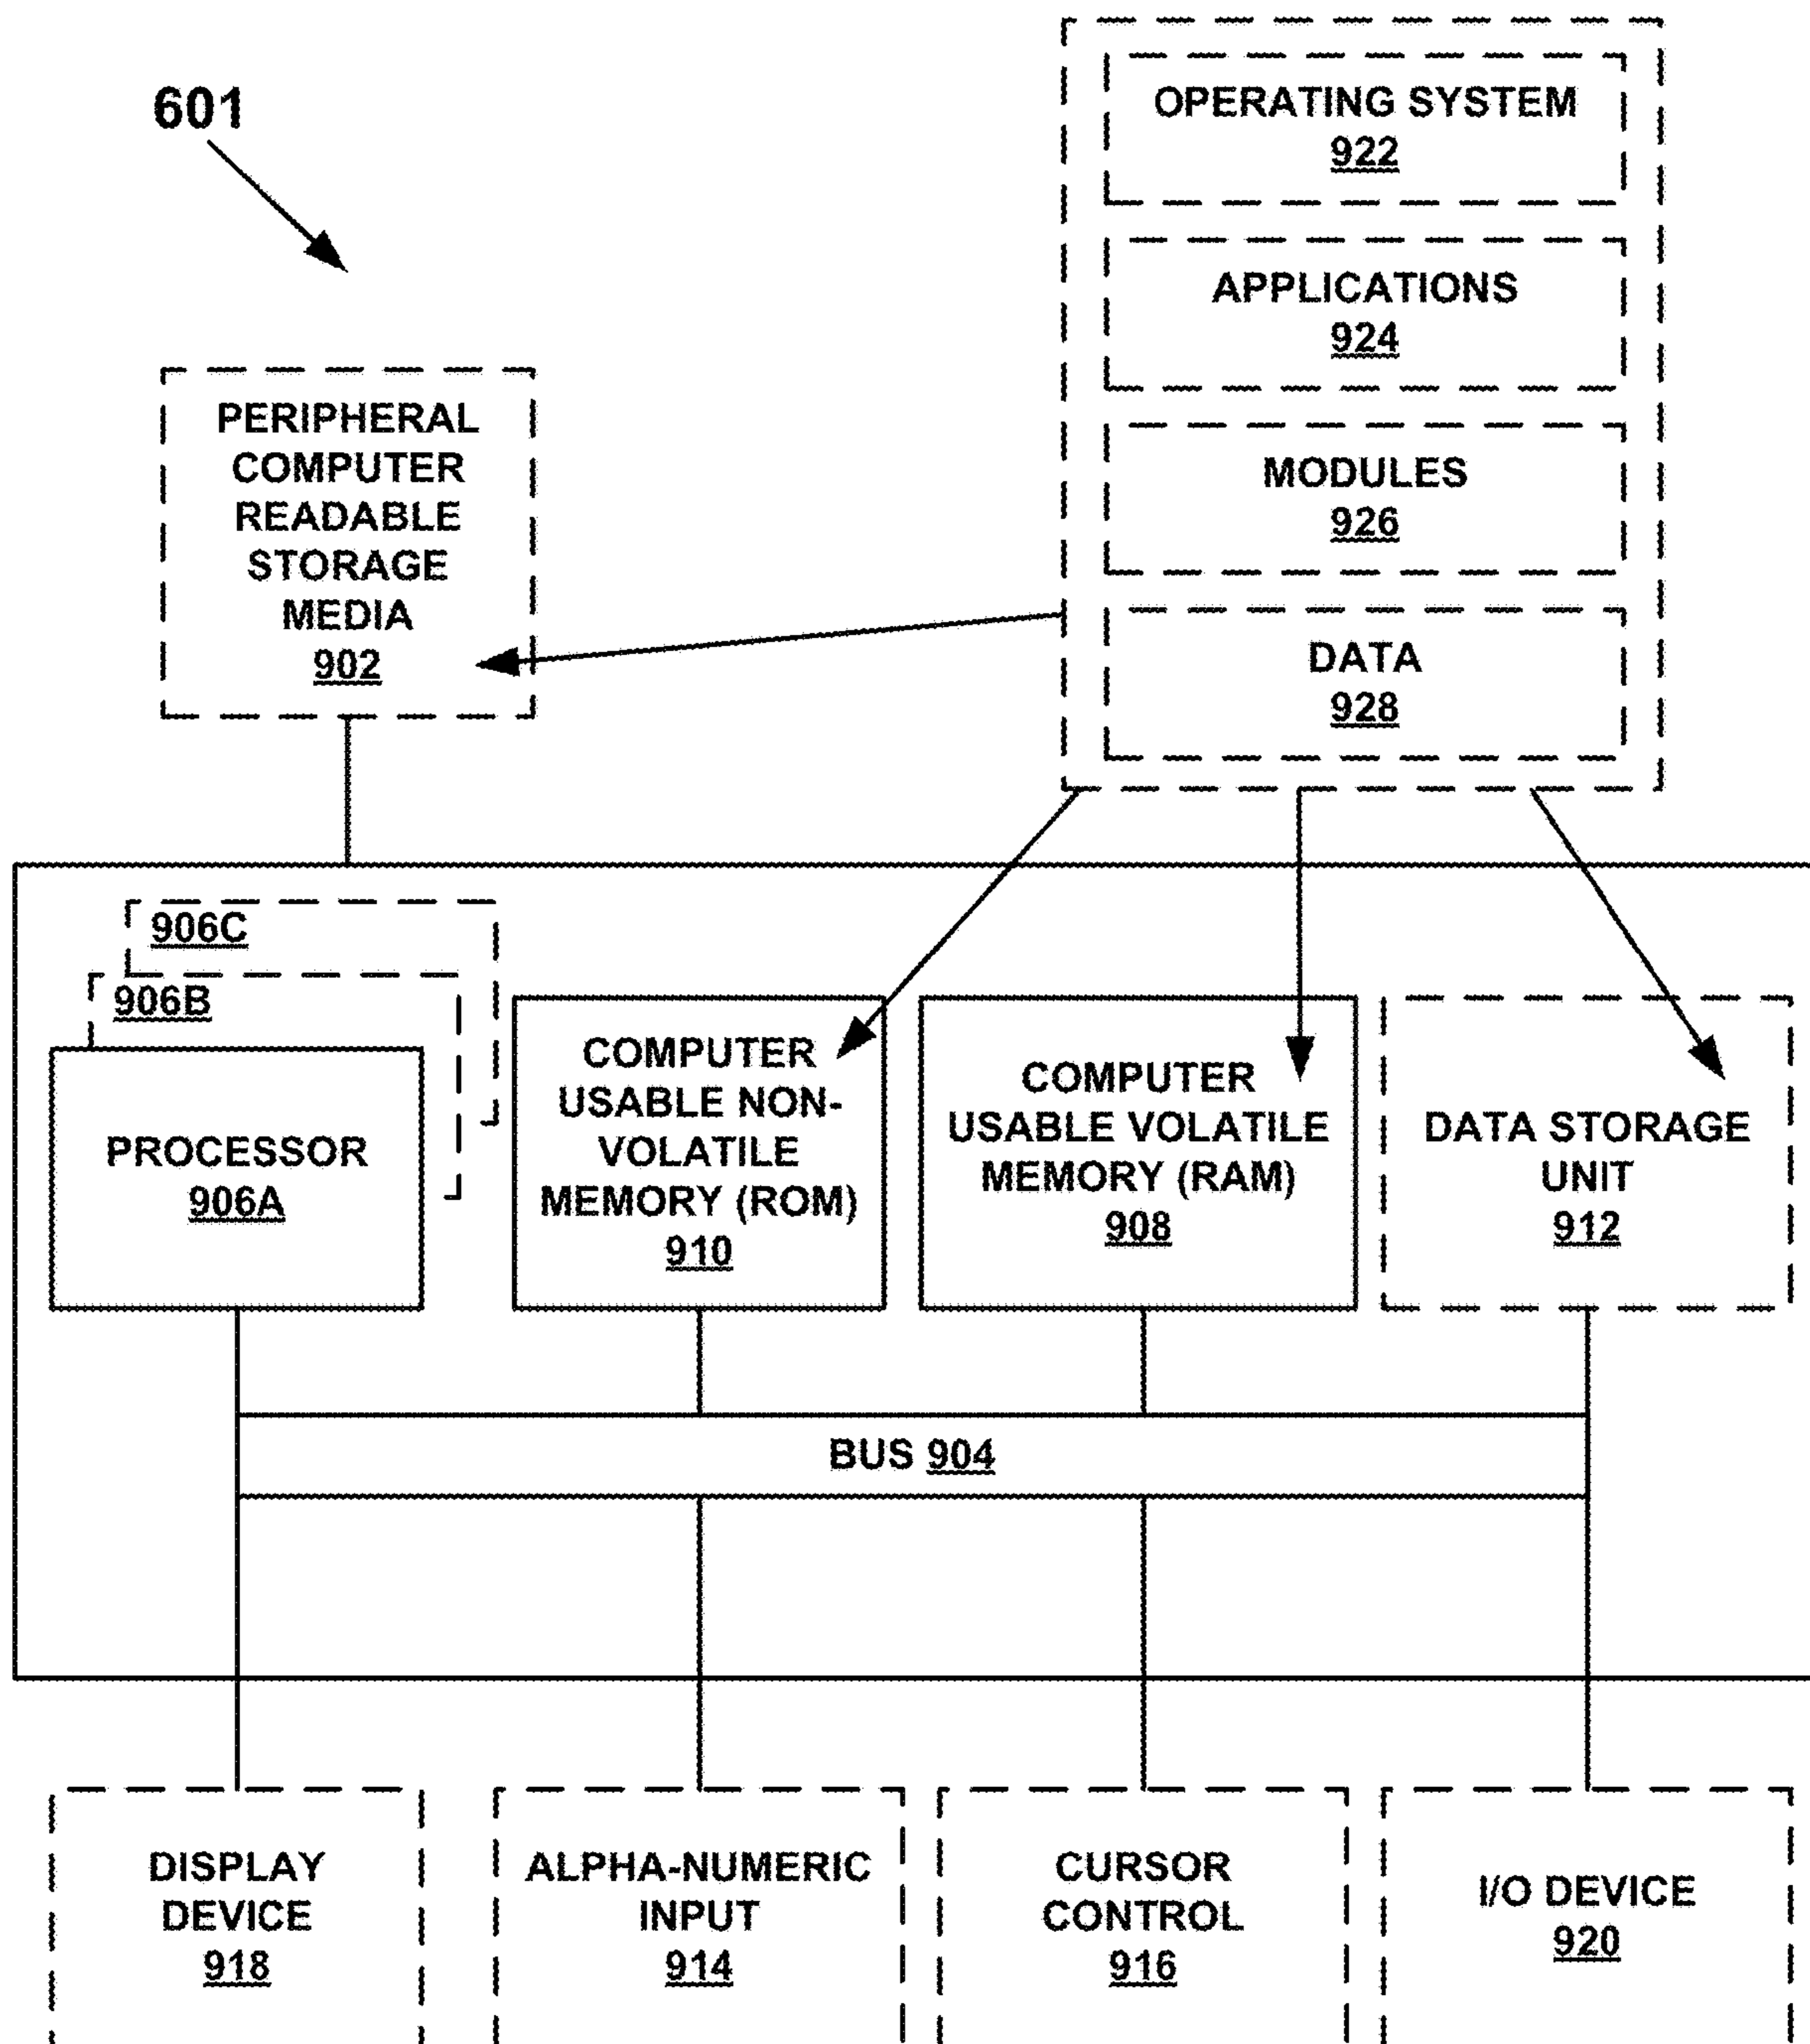 601
OPERATING SYSTEM
922
APPLICATIONS
924
MODULES
926
DATA
928
PERIPHERAL
COMPUTER
READABLE
STORAGE
MEDIA
902
906C
906B
PROCESSOR
906A
COMPUTER
USABLE NON-
VOLATILE
MEMORY (ROM)
910
COMPUTER
USABLE VOLATILE
MEMORY (RAM)
908
DATA STORAGE
UNIT
912
BUS 904
DISPLAY
DEVICE
918
ALPHA-NUMERIC
INPUT
914
CURSOR
CONTROL
916
I/O DEVICE
920